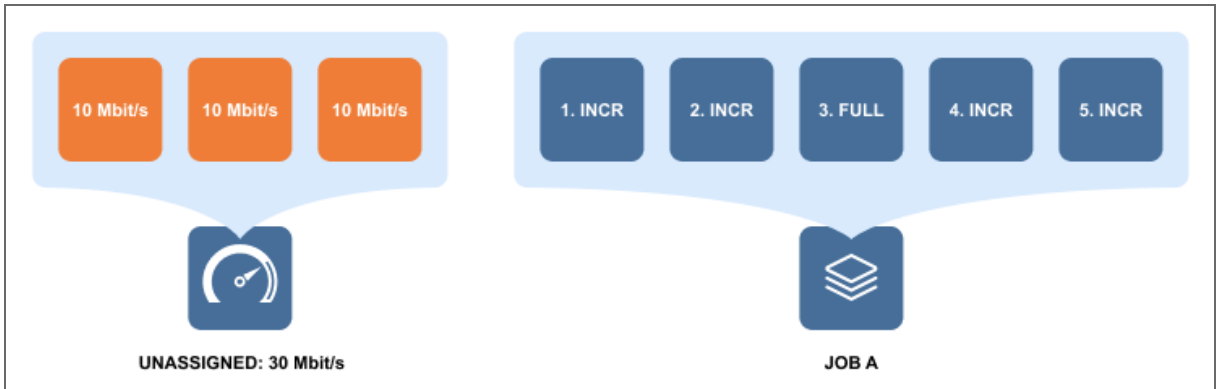 10 Mbit/s
10 Mbit/s
10 Mbit/s
UNASSIGNED: 30 Mbit/s
1. INCR
2. INCR
3. FULL
4. INCR
5. INCR
JOB A